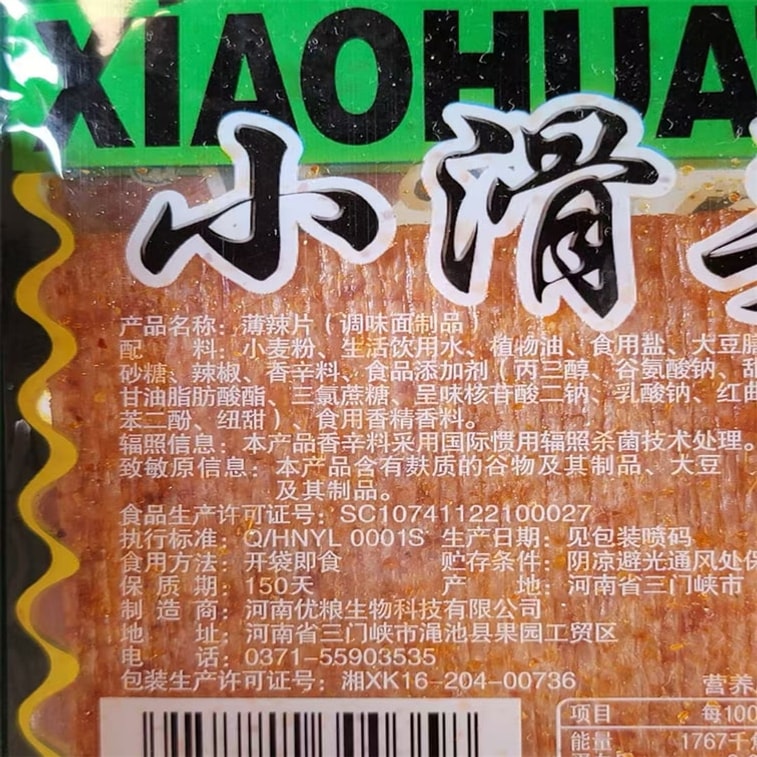 XIAOHUA
小滑
产品名称：薄辣片（调味面制品）
配 料：小麦粉、生活饮用水、植物油、食用盐、大豆膳
砂糖、辣椒、香辛料、食品添加剂（丙三醇、谷氨酸钠、甜
甘油脂肪酸酯、三氯蔗糖、呈味核苷酸二钠、乳酸钠、红曲
苯二酚、纽甜）、食用香精香料。
辐照信息：本产品香辛料采用国际惯用辐照杀菌技术处理。
致敏原信息：本产品含有麸质的谷物及其制品、大豆
及其制品。
食品生产许可证号：SC10741122100027
执行标准：Q/HNYL 0001S 生产日期：见包装喷码
食用方法：开袋即食 贮存条件：阴凉避光通风处保
保 质 期：150天 产 地：河南省三门峡市
制 造 商：河南优粮生物科技有限公司
地 址：河南省三门峡市渑池县果园工贸区
电 话：0371-55903535
包装生产许可证号：湘XK16-204-00736
营养
项目 每100
能量 1767千焦